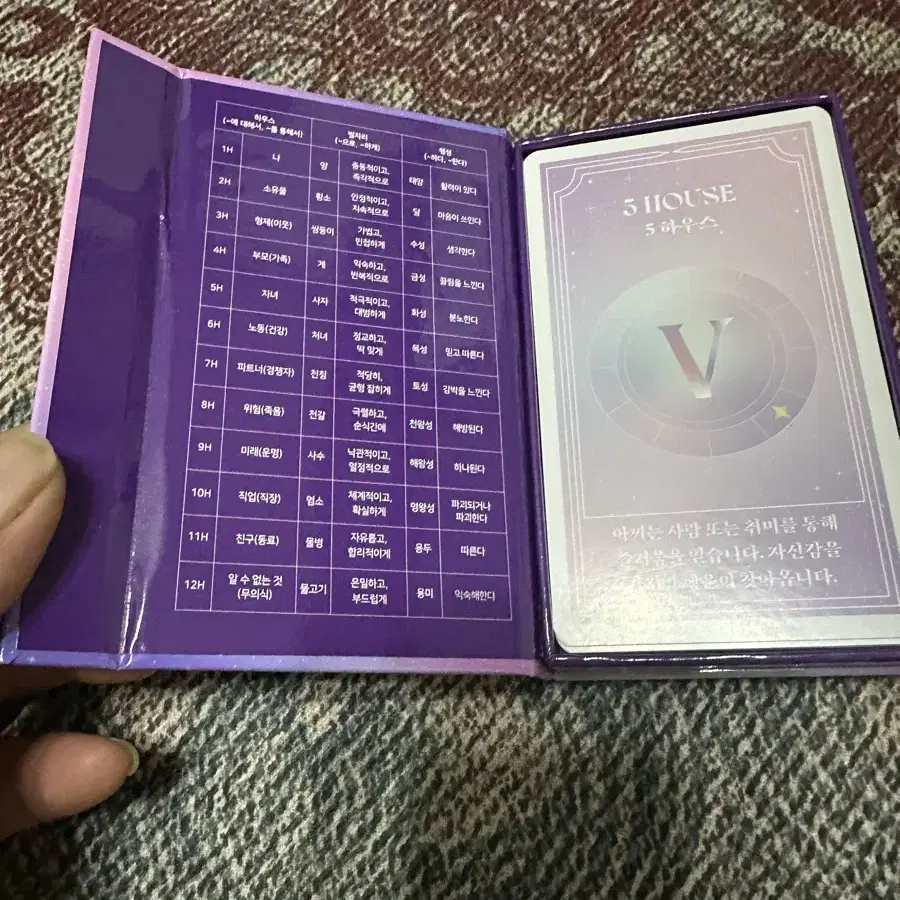 하우스 별자리 행성
(~에 대해서, ~를 통해서) (~으로, ~하게) (~하다, ~한다)
1H 나 양 충동적이고, 즉각적으로 태양 활력이 있다
2H 소유물 황소 안정적이고, 지속적으로 달 마음이 쓰인다
3H 형제(이웃) 쌍둥이 가볍고, 민첩하게 수성 생각한다
4H 부모(가족) 게 익숙하고, 반복적으로 금성 끌림을 느낀다
5H 자녀 사자 적극적이고, 대범하게 화성 분노한다
6H 노동(건강) 처녀 정교하고, 딱 맞게 목성 믿고 따른다
7H 파트너(경쟁자) 천칭 적당히, 균형 잡히게 토성 강박을 느낀다
8H 위험(죽음) 전갈 극렬하고, 순식간에 천왕성 해방된다
9H 미래(운명) 사수 낙관적이고, 열정적으로 해왕성 하나된다
10H 직업(직장) 염소 체계적이고, 확실하게 명왕성 파괴되거나 파괴한다
11H 친구(동료) 물병 자유롭고, 합리적이게 용두 따른다
12H 알 수 없는 것 (무의식) 물고기 은밀하고, 부드럽게 용미 익숙해한다
5 HOUSE
5 하우스
V
아끼는 사람 또는 취미를 통해
즐거움을 얻습니다. 자신감을
찾아옵니다.